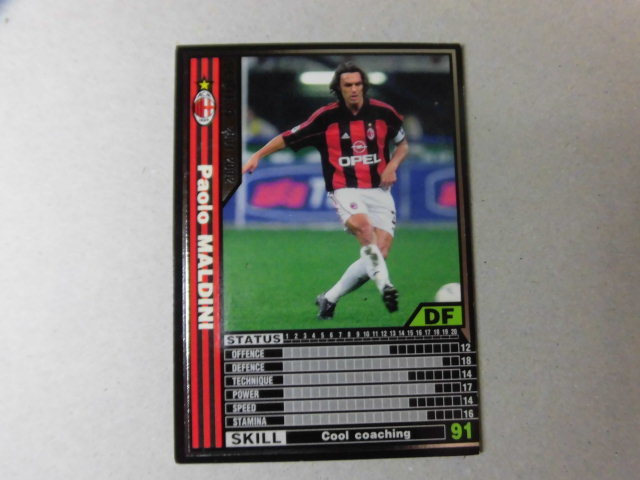 Paolo MALDINI
OPEL
DF
STATUS 1 2 3 4 5 6 7 8 9 10 11 12 13 14 15 16 17 18 19 20
OFFENCE 12
DEFENCE 18
TECHNIQUE 14
POWER 17
SPEED 14
STAMINA 16
SKILL Cool coaching 91